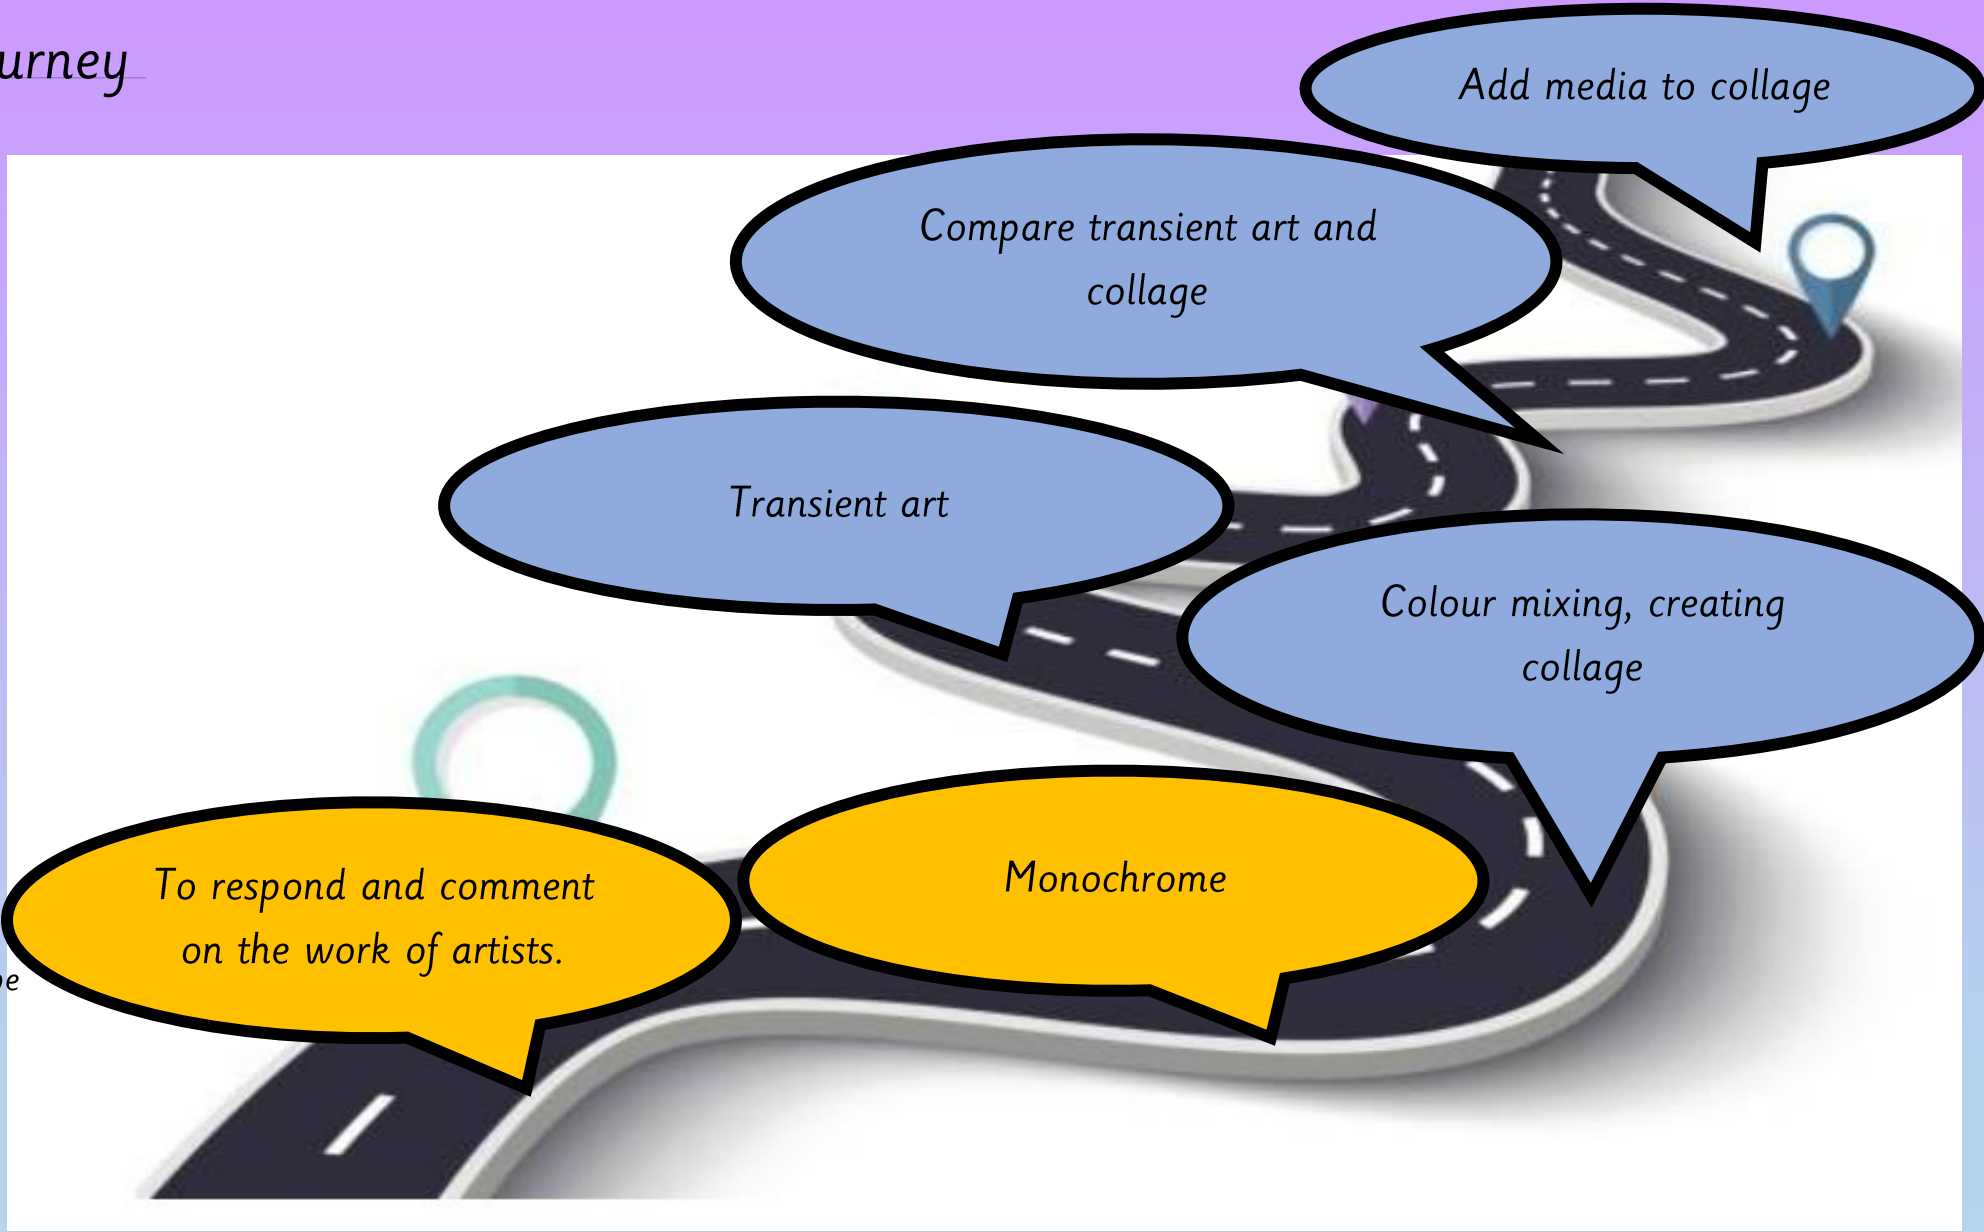 urney
Add media to collage
Compare transient art and
collage
Transient art
Colour mixing, creating
collage
Monochrome
To respond and comment
on the work of artists.